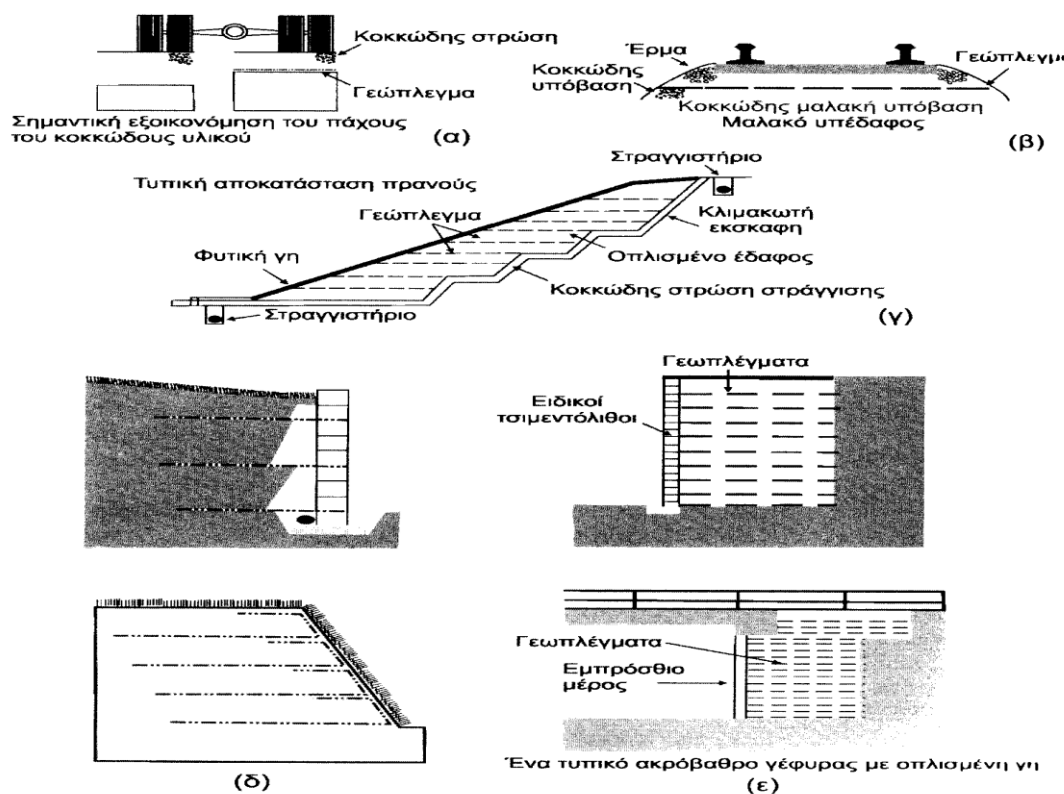 Κοκκώδης στρώση
Γεώπλεγμα
Σημαντική εξοικονόμηση του πάχους
του κοκκώδους υλικού
(α)
Έρμα
Γεώπλεγμα
Κοκκώδης
υπόβαση
Κοκκώδης μαλακή υπόβαση
Μαλακό υπέδαφος
(β)
Στραγγιστήριο
Τυπική αποκατάσταση πρανούς
Γεώπλεγμα
Κλιμακωτή
εκσκαφη
Φυτική γη
Οπλισμένο έδαφος
Κοκκώδης στρώση στράγγισης
Στραγγιστήριο
(γ)
Γεωπλέγματα
Ειδικοί
τσιμεντόλιθοι
Γεωπλέγματα
Εμπρόσθιο
μέρος
(δ)
Ένα τυπικό ακρόβαθρο γέφυρας με οπλισμένη γη
(ε)